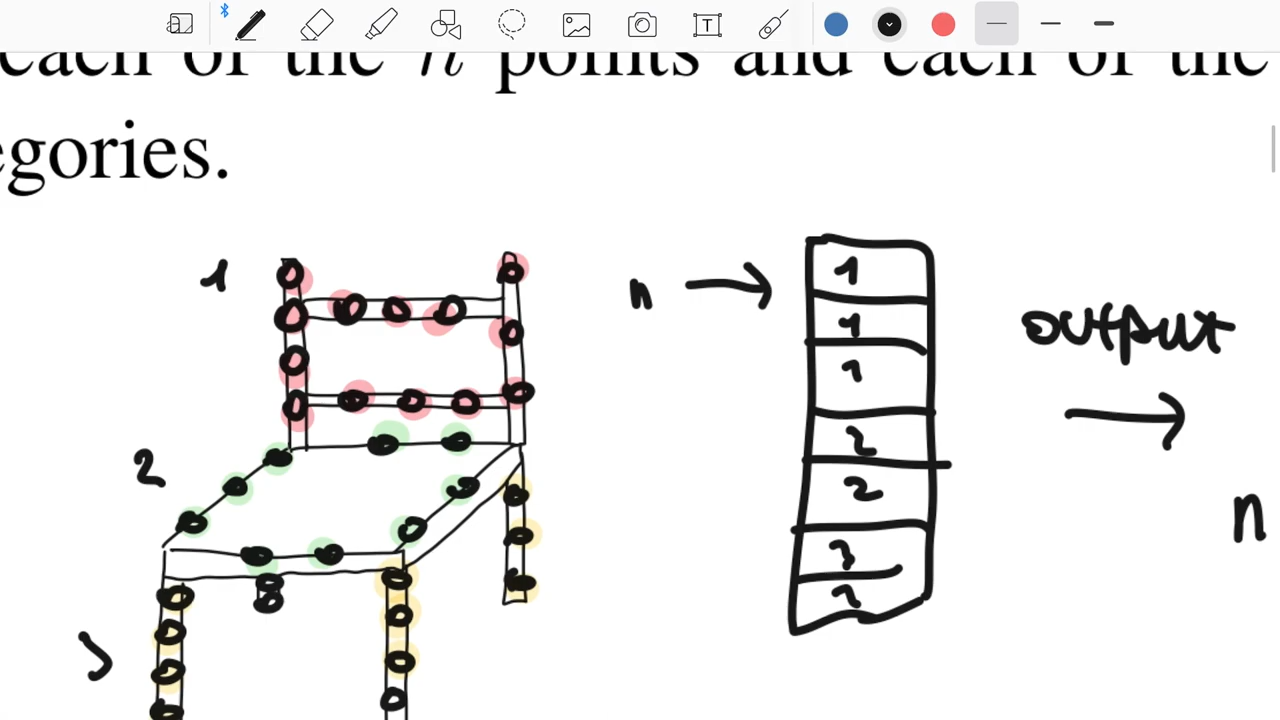 each of the n points and each of the
egories.
1
n
1
1
1
2
2
3
output
2
n
3
T